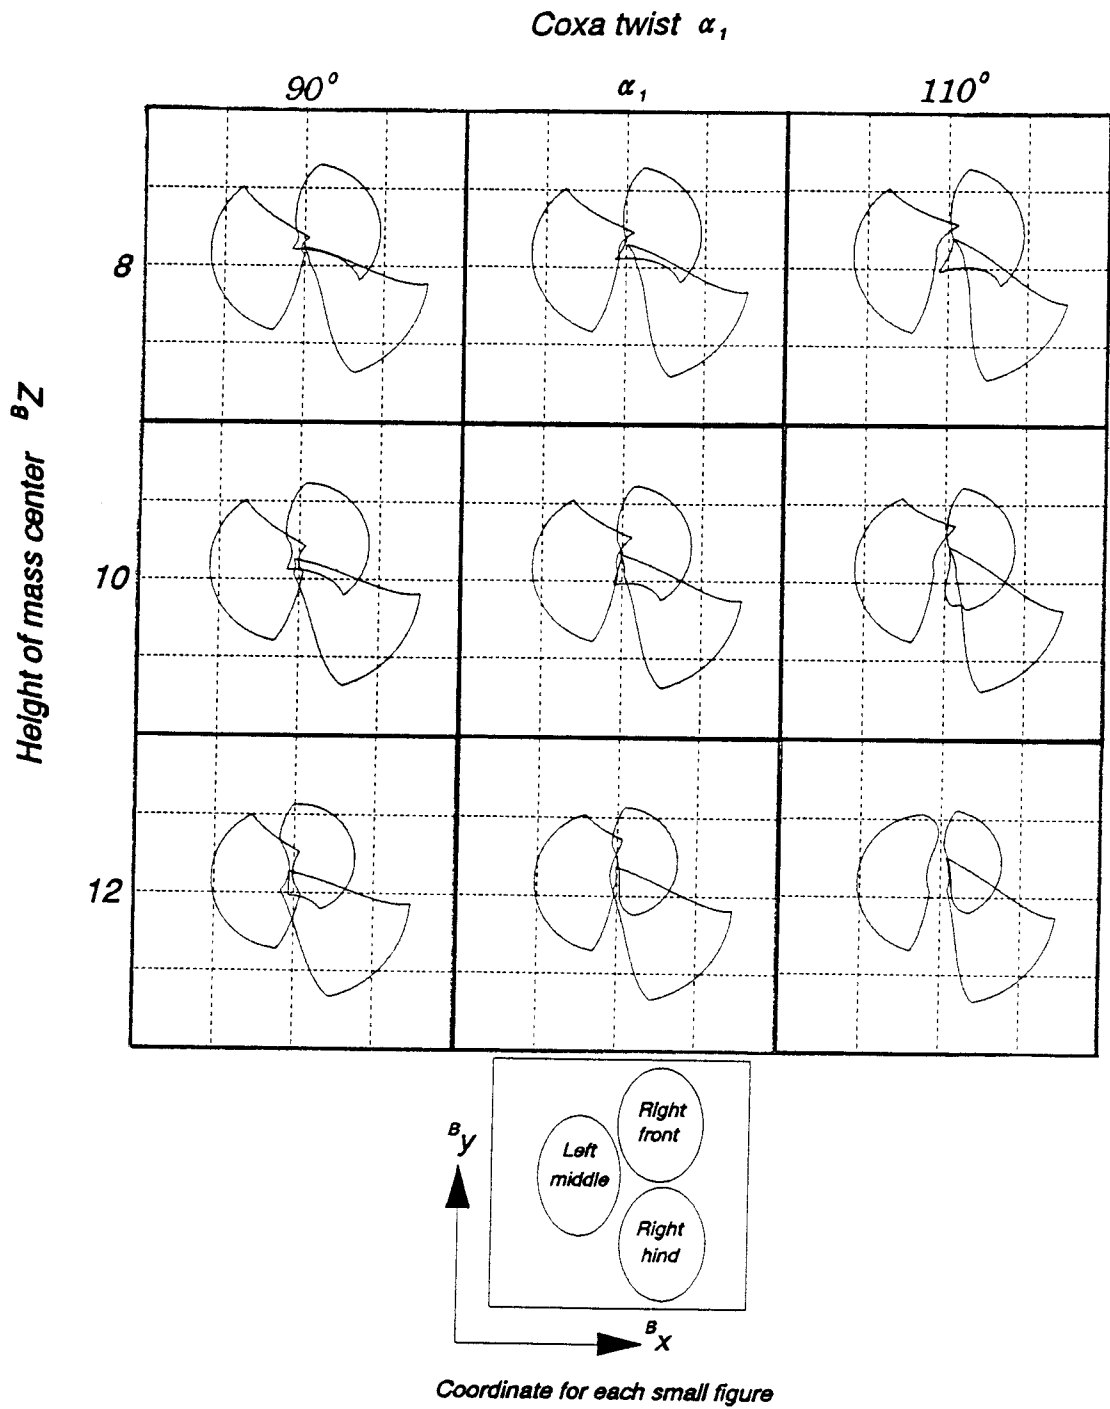 Coxa twist α₁
90° α₁ 110°
8
Height of mass center ᴮZ
10
12
Right
front
Left
middle
Right
hind
ᴮy
ᴮx
Coordinate for each small figure